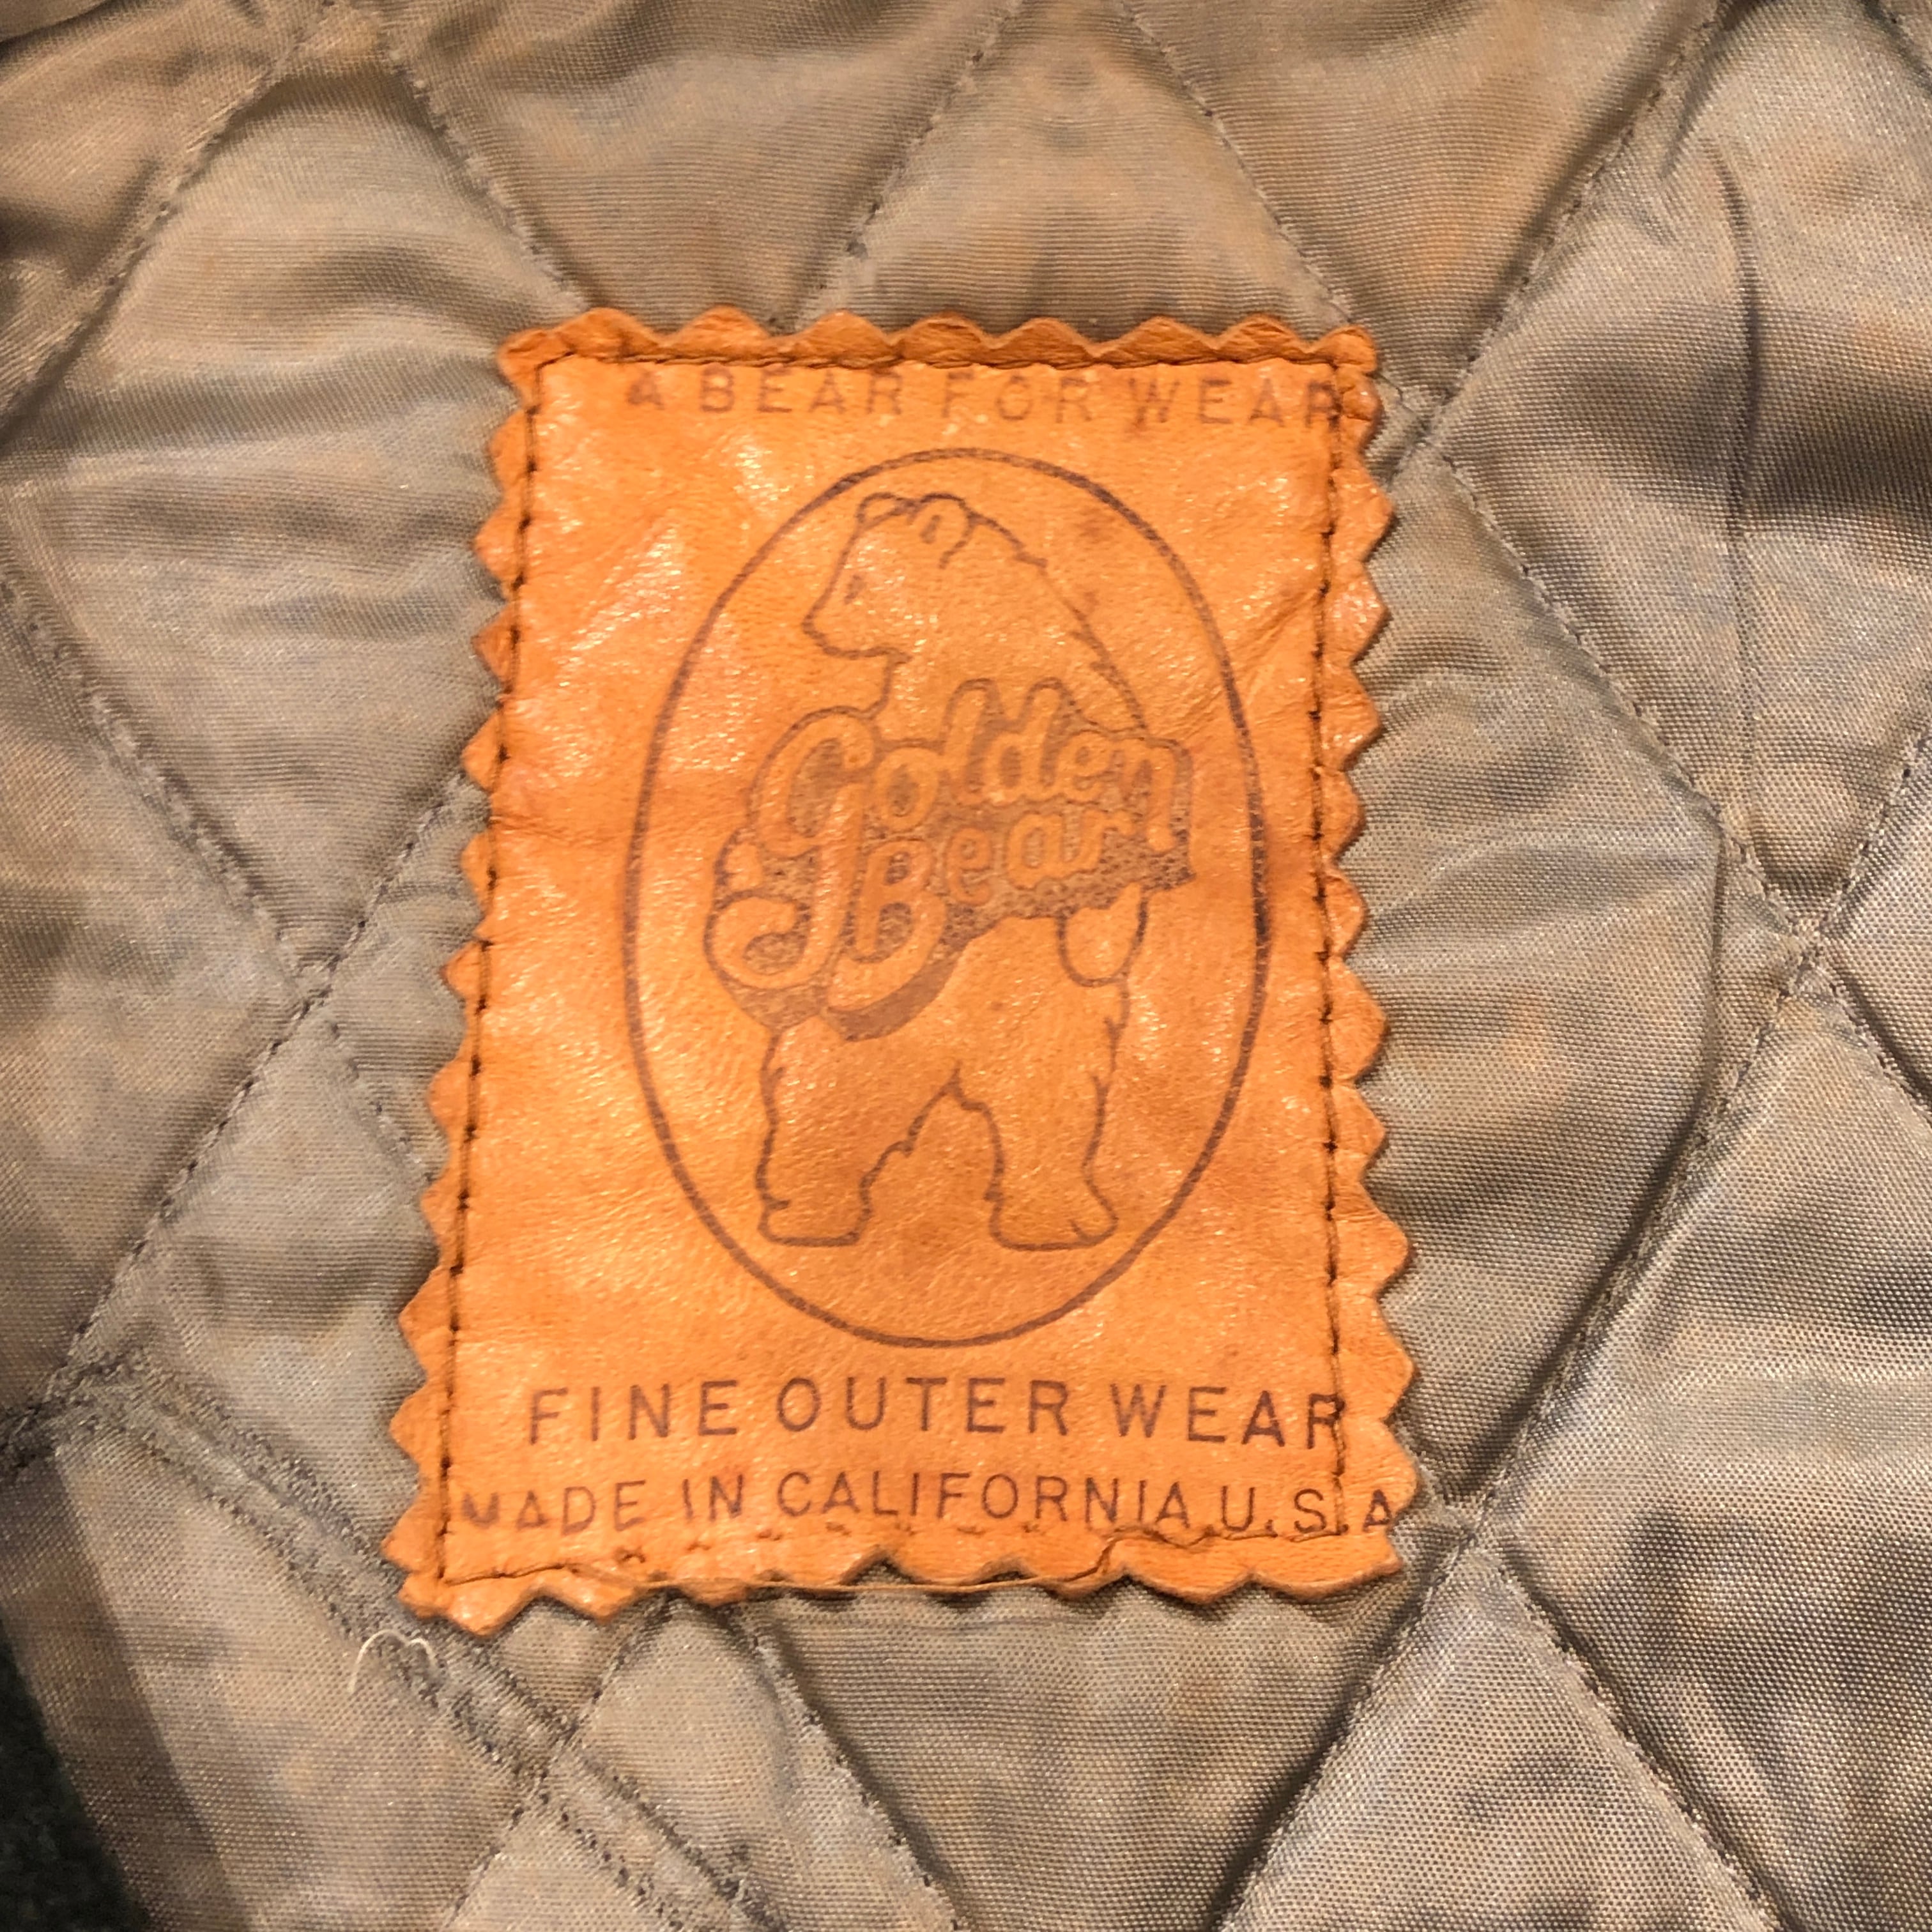 A BEAR FOR WEAR
Golden
Bear
FINE OUTER WEAR
MADE IN CALIFORNIA U.S.A